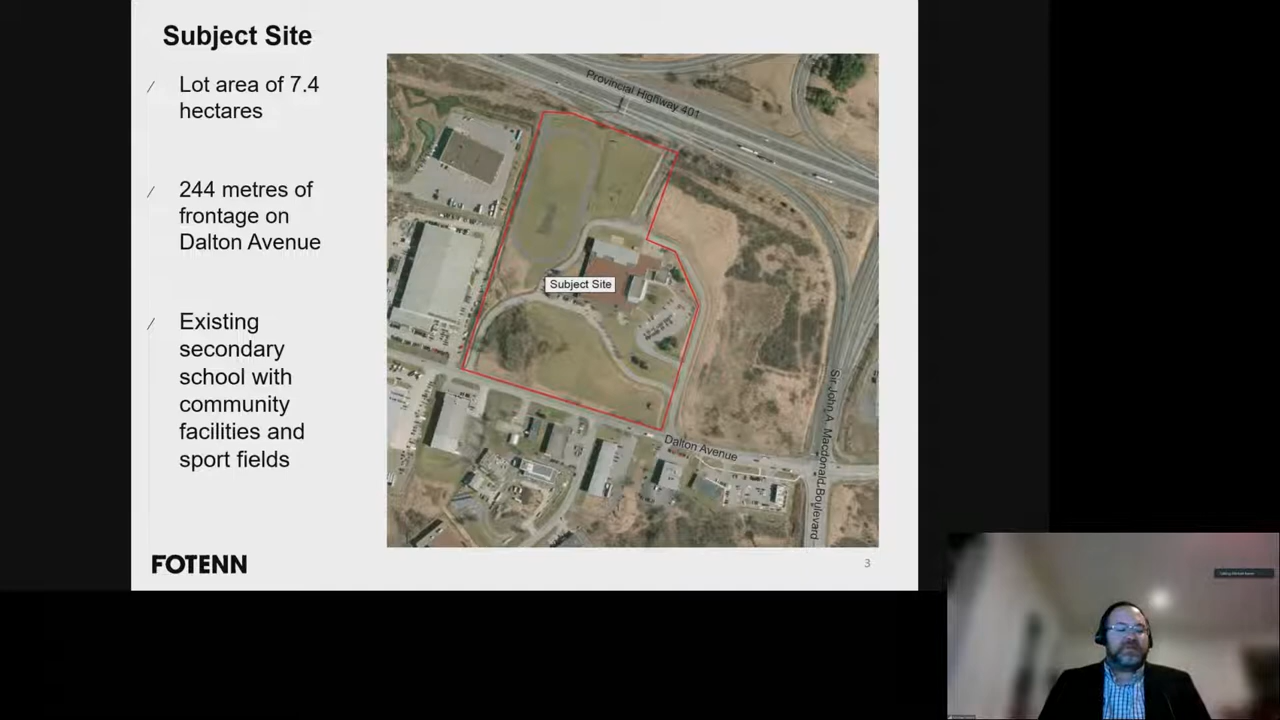 Subject Site
/ Lot area of 7.4
hectares
/ 244 metres of
frontage on
Dalton Avenue
/ Existing
secondary
school with
community
facilities and
sport fields
Provincial Highway 401
Subject Site
Dalton Avenue
Sir John A. Macdonald Boulevard
FOTENN
3